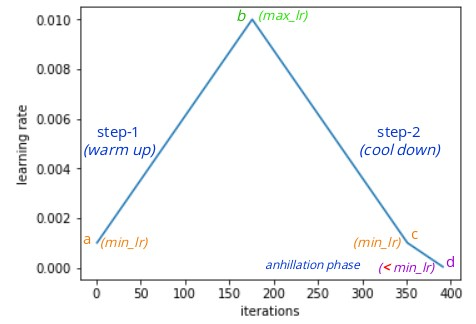 b (max_lr)
0.010
0.008
0.006
0.004
0.002
0.000
learning rate
step-1
(warm up)
step-2
(cool down)
a (min_lr)
(min_lr) c
anhillation phase (< min_lr) d
0 50 100 150 200 250 300 350 400
iterations